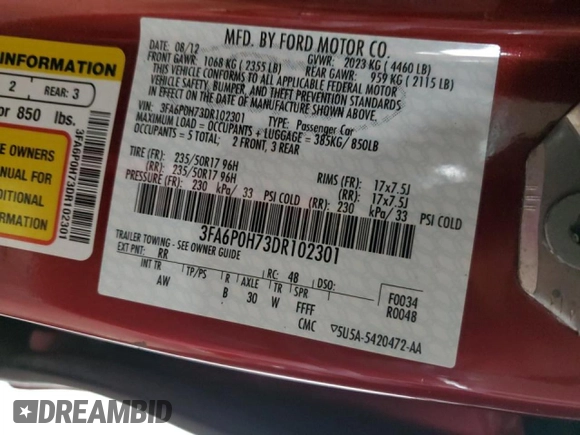 INFORMATION
2 REAR: 3
or 850 lbs.
E OWNERS
ANUAL FOR
DITIONAL
ORMATION
3FA6P0H73DR102301
MFD. BY FORD MOTOR CO.
DATE: 08/12 GVWR: 2023 KG ( 4460 LB)
FRONT GAWR: 1068 KG ( 2355 LB) REAR GAWR: 959 KG ( 2115 LB)
THIS VEHICLE CONFORMS TO ALL APPLICABLE FEDERAL MOTOR
VEHICLE SAFETY, BUMPER, AND THEFT PREVENTION STANDARDS
IN EFFECT ON THE DATE OF MANUFACTURE SHOWN ABOVE.
VIN: 3FA6P0H73DR102301 TYPE: Passenger Car
MAXIMUM LOAD = OCCUPANTS + LUGGAGE = 385KG/ 850LB
OCCUPANTS = 5 TOTAL: 2 FRONT, 3 REAR
TIRE (FR): 235/50R17 96H RIMS (FR): 17x7.5J
(RR): 235/50R17 96H (RR): 17x7.5J
PRESSURE (FR): 230 kPa/ 33 PSI COLD (RR): 230 kPa/ 33 PSI COLD
3FA6P0H73DR102301
TRAILER TOWING - SEE OWNER GUIDE
EXT PNT: RR RC: 48 DSO: F0034
INT TR TP/PS R AXLE TR SPR R0048
AW B 30 W FFFF
CMC ▽5U5A-5420472-AA
DREAMBID